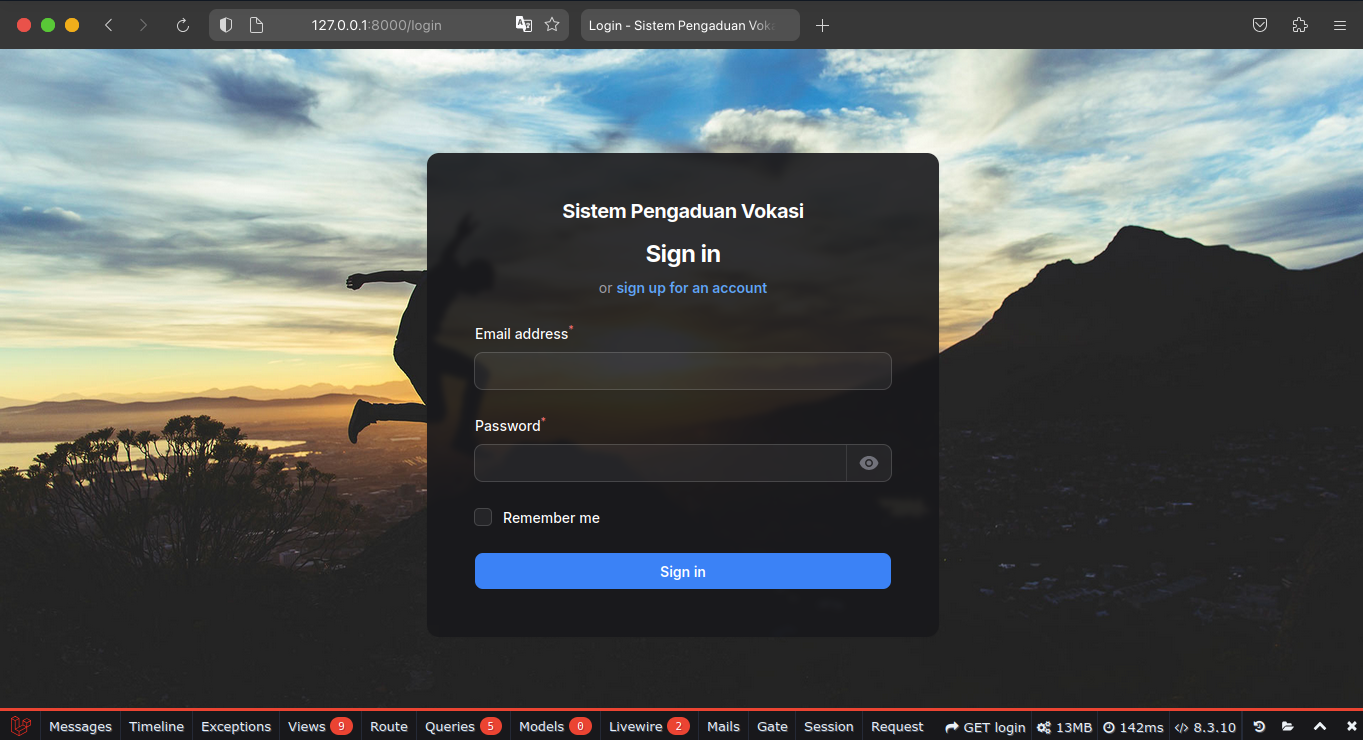 127.0.0.1:8000/login
Login - Sistem Pengaduan Voka
Sistem Pengaduan Vokasi
Sign in
or sign up for an account
Email address*
Password*
Remember me
Sign in
Messages Timeline Exceptions Views 9 Route Queries 5 Models 0 Livewire 2 Mails Gate Session Request GET login 13MB 142ms 8.3.10